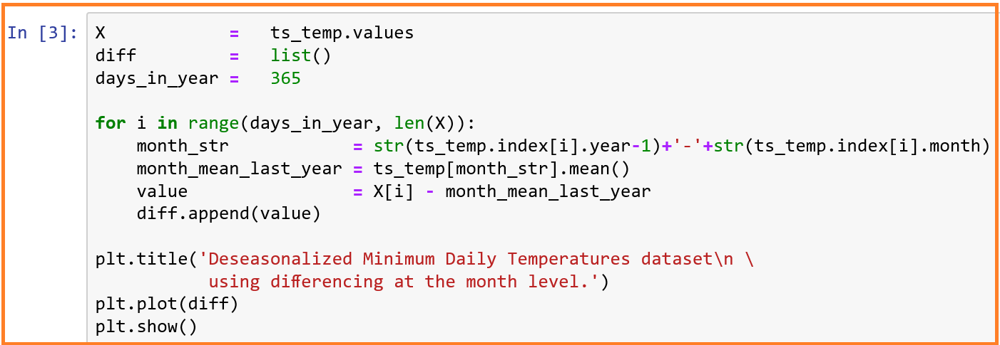 In [3]: X            =   ts_temp.values
diff         =   list()
days_in_year =   365
for i in range(days_in_year, len(X)):
    month_str            = str(ts_temp.index[i].year-1)+'-'+str(ts_temp.index[i].month)
    month_mean_last_year = ts_temp[month_str].mean()
    value                = X[i] - month_mean_last_year
    diff.append(value)
plt.title('Deseasonalized Minimum Daily Temperatures dataset\n \
           using differencing at the month level.')
plt.plot(diff)
plt.show()